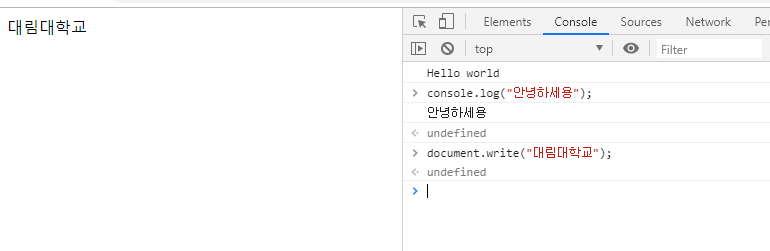 대림대학교
Elements Console Sources Network Pe
top Filter
Hello world
> console.log("안녕하세용");
안녕하세용
<· undefined
> document.write("대림대학교");
<· undefined
>